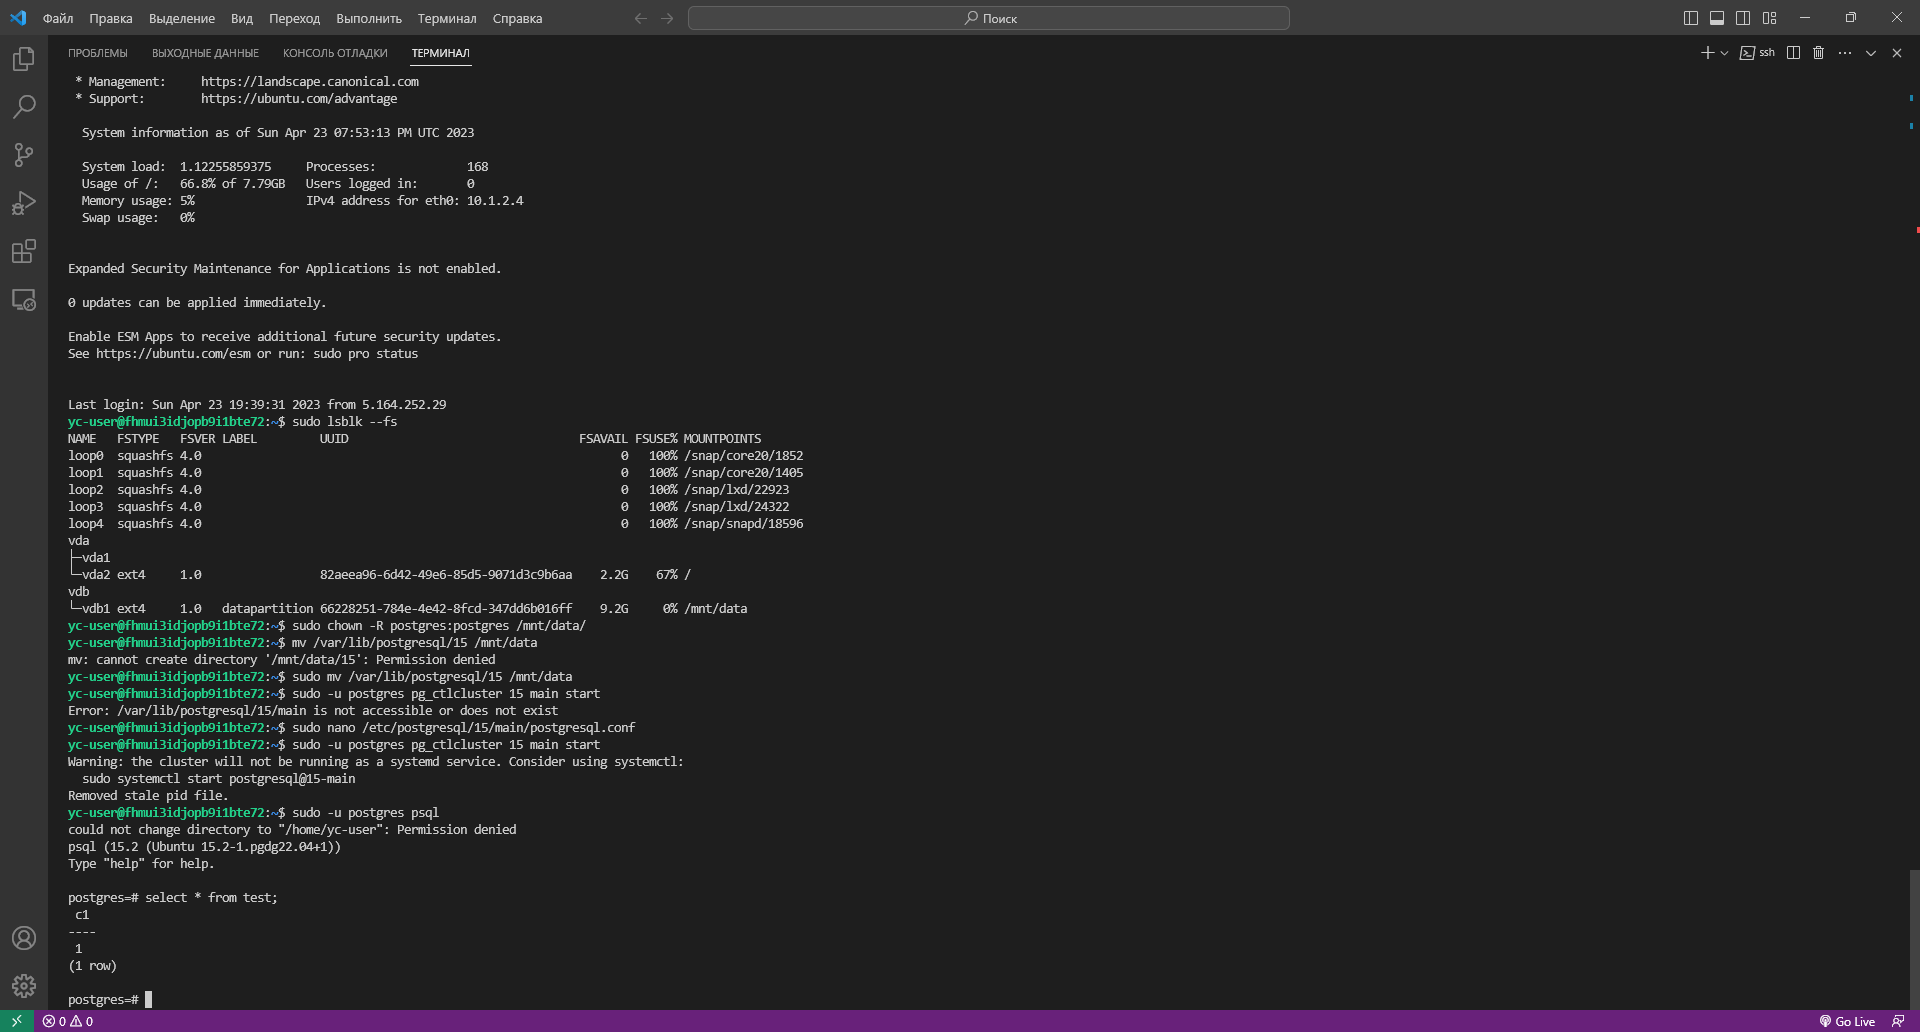 Файл Правка Выделение Вид Переход Выполнить Терминал Справка Поиск
ПРОБЛЕМЫ ВЫХОДНЫЕ ДАННЫЕ КОНСОЛЬ ОТЛАДКИ ТЕРМИНАЛ ssh
* Management: https://landscape.canonical.com
* Support: https://ubuntu.com/advantage
System information as of Sun Apr 23 07:53:13 PM UTC 2023
System load: 1.12255859375 Processes: 168
Usage of /: 66.8% of 7.79GB Users logged in: 0
Memory usage: 5% IPv4 address for eth0: 10.1.2.4
Swap usage: 0%
Expanded Security Maintenance for Applications is not enabled.
0 updates can be applied immediately.
Enable ESM Apps to receive additional future security updates.
See https://ubuntu.com/esm or run: sudo pro status
Last login: Sun Apr 23 19:39:31 2023 from 5.164.252.29
yc-user@fhmui3idjopb9i1bte72:~$ sudo lsblk --fs
NAME FSTYPE FSVER LABEL UUID FSAVAIL FSUSE% MOUNTPOINTS
loop0 squashfs 4.0 0 100% /snap/core20/1852
loop1 squashfs 4.0 0 100% /snap/core20/1405
loop2 squashfs 4.0 0 100% /snap/lxd/22923
loop3 squashfs 4.0 0 100% /snap/lxd/24322
loop4 squashfs 4.0 0 100% /snap/snapd/18596
vda
├─vda1
└─vda2 ext4 1.0 82aeea96-6d42-49e6-85d5-9071d3c9b6aa 2.2G 67% /
vdb
└─vdb1 ext4 1.0 datapartition 66228251-784e-4e42-8fcd-347dd6b016ff 9.2G 0% /mnt/data
yc-user@fhmui3idjopb9i1bte72:~$ sudo chown -R postgres:postgres /mnt/data/
yc-user@fhmui3idjopb9i1bte72:~$ mv /var/lib/postgresql/15 /mnt/data
mv: cannot create directory '/mnt/data/15': Permission denied
yc-user@fhmui3idjopb9i1bte72:~$ sudo mv /var/lib/postgresql/15 /mnt/data
yc-user@fhmui3idjopb9i1bte72:~$ sudo -u postgres pg_ctlcluster 15 main start
Error: /var/lib/postgresql/15/main is not accessible or does not exist
yc-user@fhmui3idjopb9i1bte72:~$ sudo nano /etc/postgresql/15/main/postgresql.conf
yc-user@fhmui3idjopb9i1bte72:~$ sudo -u postgres pg_ctlcluster 15 main start
Warning: the cluster will not be running as a systemd service. Consider using systemctl:
sudo systemctl start postgresql@15-main
Removed stale pid file.
yc-user@fhmui3idjopb9i1bte72:~$ sudo -u postgres psql
could not change directory to "/home/yc-user": Permission denied
psql (15.2 (Ubuntu 15.2-1.pgdg22.04+1))
Type "help" for help.
postgres=# select * from test;
c1
----
1
(1 row)
postgres=#
0 0 Go Live